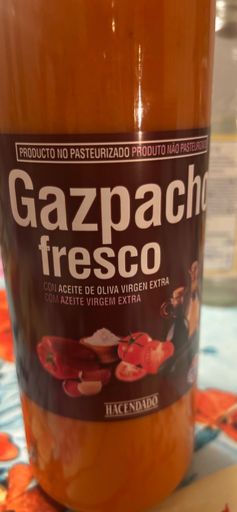 PRODUCTO NO PASTEURIZADO PRODUTO NÃO PASTEURIZADO
Gazpacho
fresco
CON ACEITE DE OLIVA VIRGEN EXTRA
COM AZEITE VIRGEM EXTRA
HACENDADO